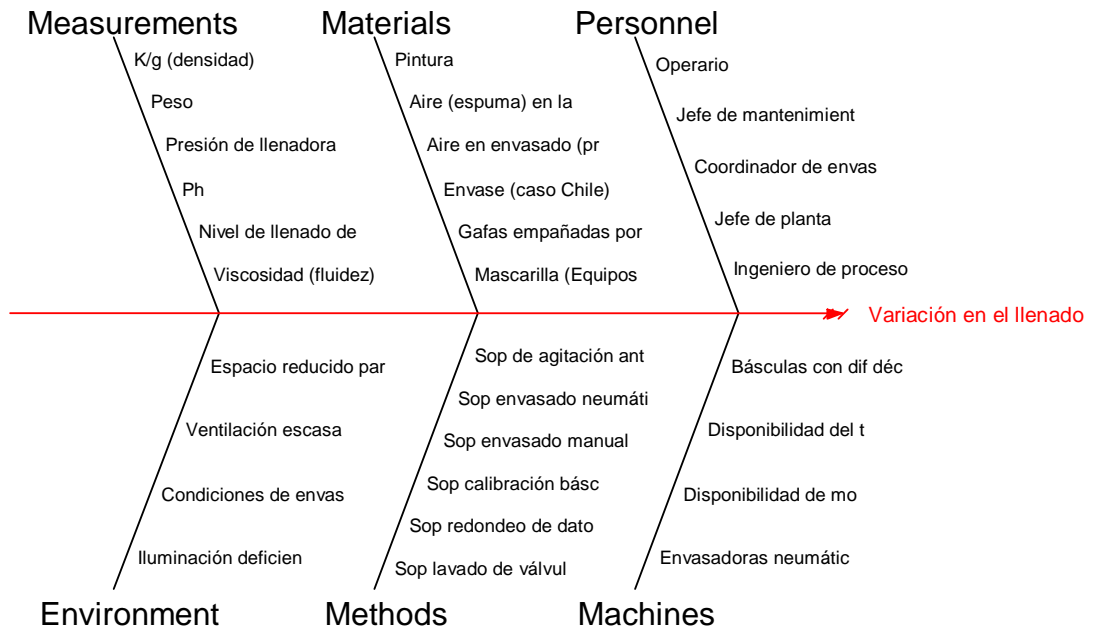 Measurements
K/g (densidad)
Peso
Presión de llenadora
Ph
Nivel de llenado de
Viscosidad (fluidez)
Materials
Pintura
Aire (espuma) en la
Aire en envasado (pr
Envase (caso Chile)
Gafas empañadas por
Mascarilla (Equipos
Personnel
Operario
Jefe de mantenimient
Coordinador de envas
Jefe de planta
Ingeniero de proceso
Variación en el llenado
Espacio reducido par
Ventilación escasa
Condiciones de envas
Iluminación deficien
Environment
Sop de agitación ant
Sop envasado neumáti
Sop envasado manual
Sop calibración básc
Sop redondeo de dato
Sop lavado de válvul
Methods
Básculas con dif déc
Disponibilidad del t
Disponibilidad de mo
Envasadoras neumátic
Machines